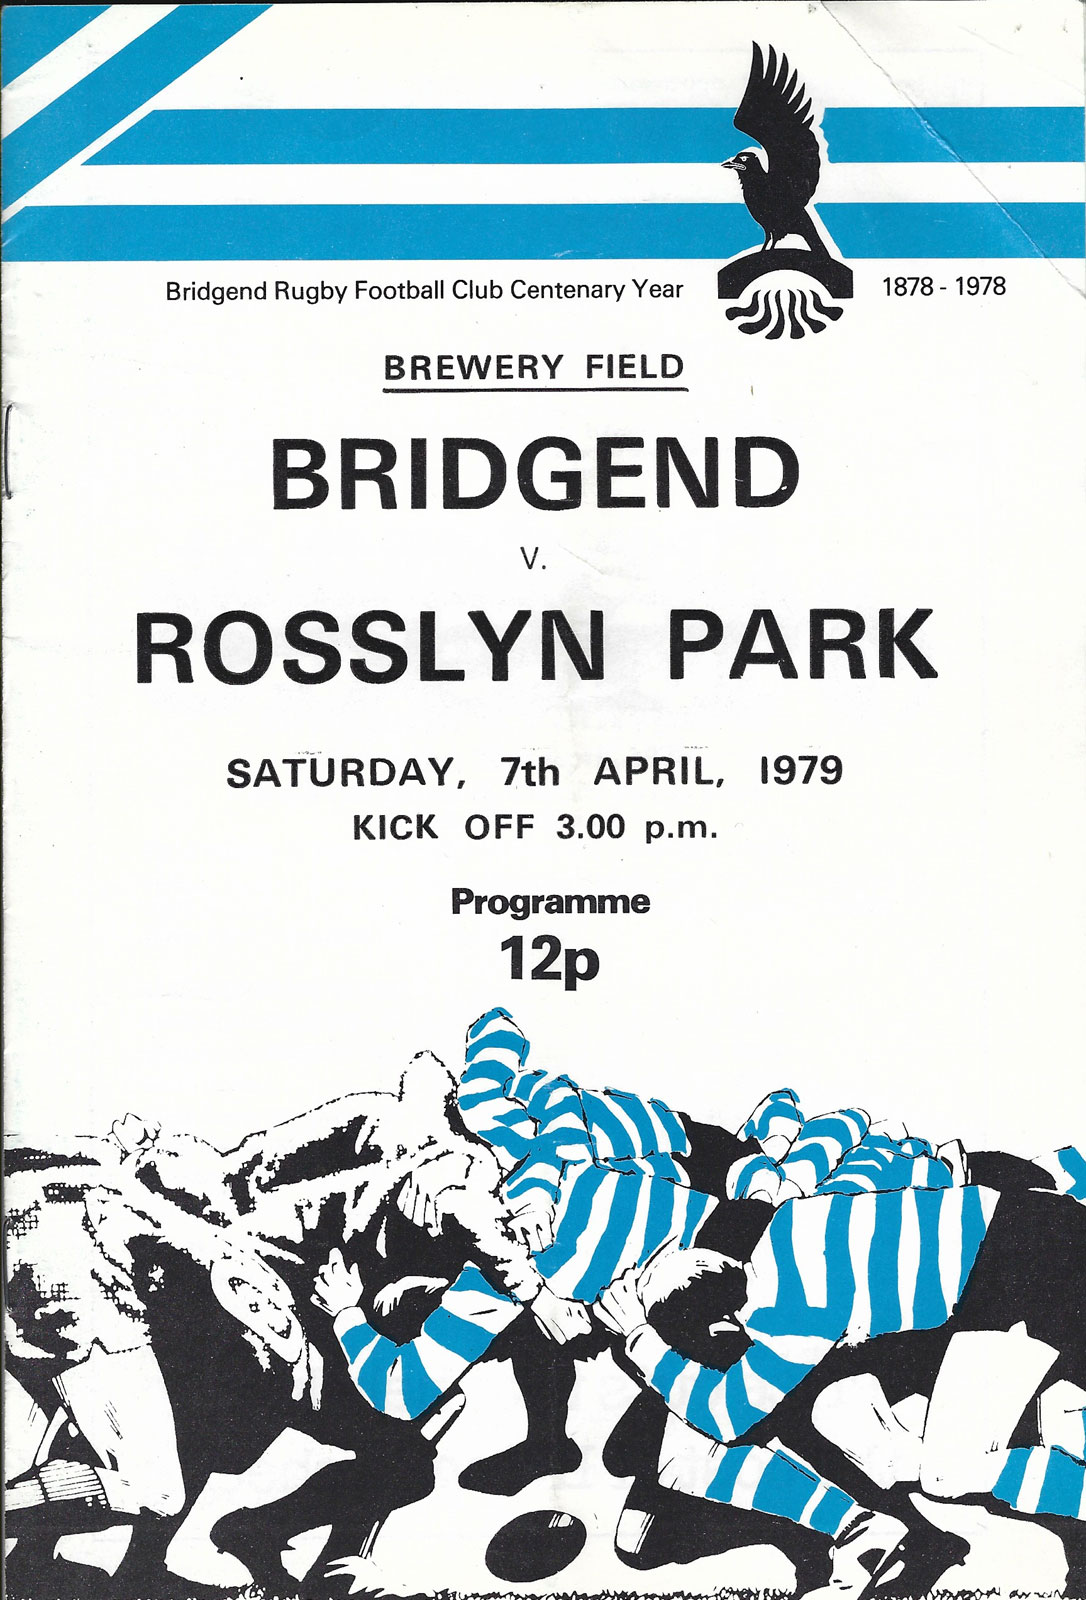 Bridgend Rugby Football Club Centenary Year 1878 - 1978
BREWERY FIELD
BRIDGEND
V.
ROSSLYN PARK
SATURDAY, 7th APRIL, 1979
KICK OFF 3.00 p.m.
Programme
12p